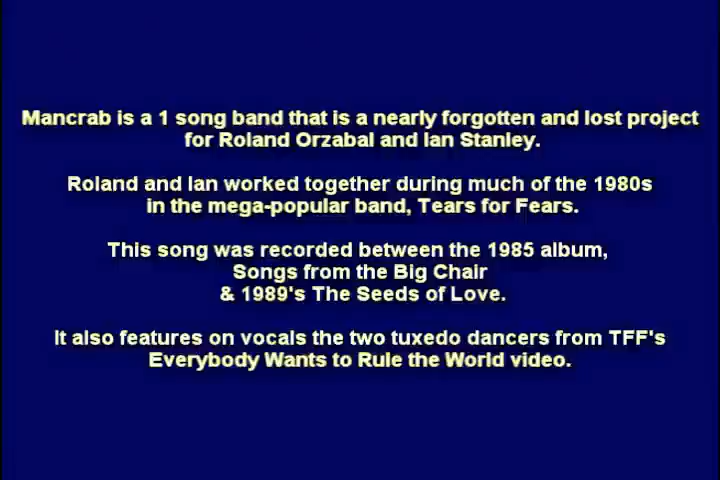 Mancrab is a 1 song band that is a nearly forgotten and lost project
for Roland Orzabal and Ian Stanley.
Roland and Ian worked together during much of the 1980s
in the mega-popular band, Tears for Fears.
This song was recorded between the 1985 album,
Songs from the Big Chair
& 1989's The Seeds of Love.
It also features on vocals the two tuxedo dancers from TFF's
Everybody Wants to Rule the World video.